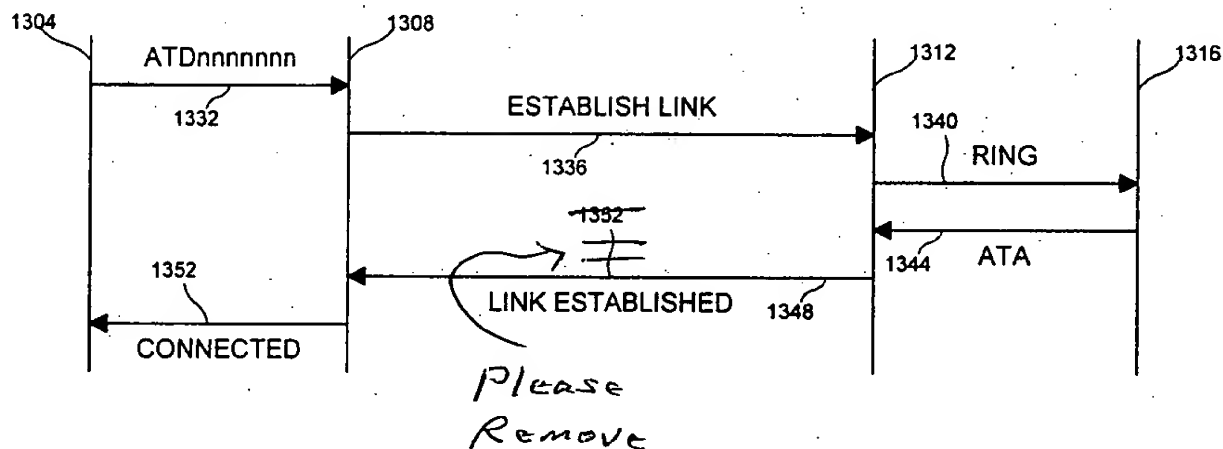 1304
1308
ATDnnnnnnn
1312
1316
1332
ESTABLISH LINK
1340
1336
RING
1352
1344
ATA
1352
LINK ESTABLISHED
1348
CONNECTED
Please
Remove